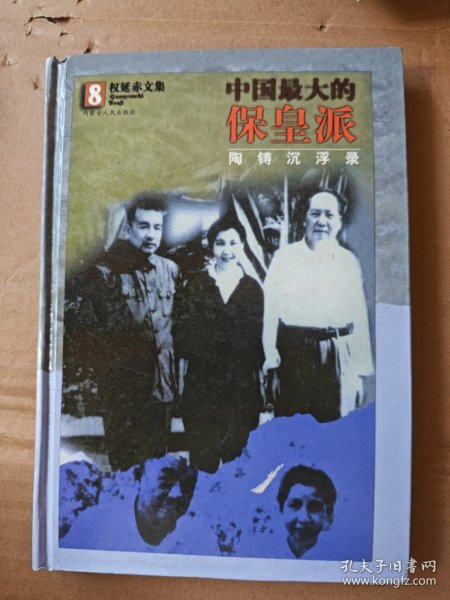 8
权延赤文集
Quanyanchi
Wenji
内蒙古人民出版社
中国最大的
保皇派
陶铸沉浮录
孔夫子旧书网
www.kongfz.com